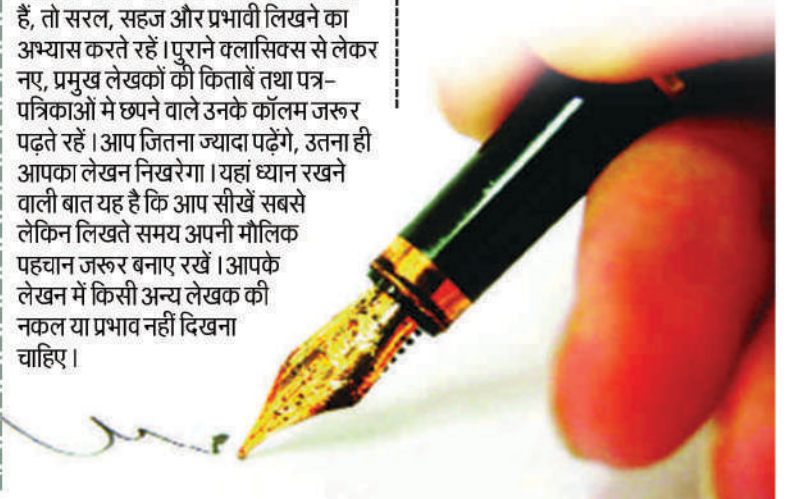 हैं, तो सरल, सहज और प्रभावी लिखने का
अभ्यास करते रहें। पुराने क्लासिक्स से लेकर
नए, प्रमुख लेखकों की किताबें तथा पत्र-
पत्रिकाओं मे छपने वाले उनके कॉलम जरूर
पढ़ते रहें। आप जितना ज्यादा पढ़ेंगे, उतना ही
आपका लेखन निखरेगा। यहां ध्यान रखने
वाली बात यह है कि आप सीखें सबसे
लेकिन लिखते समय अपनी मौलिक
पहचान जरूर बनाए रखें। आपके
लेखन में किसी अन्य लेखक की
नकल या प्रभाव नहीं दिखना
चाहिए।